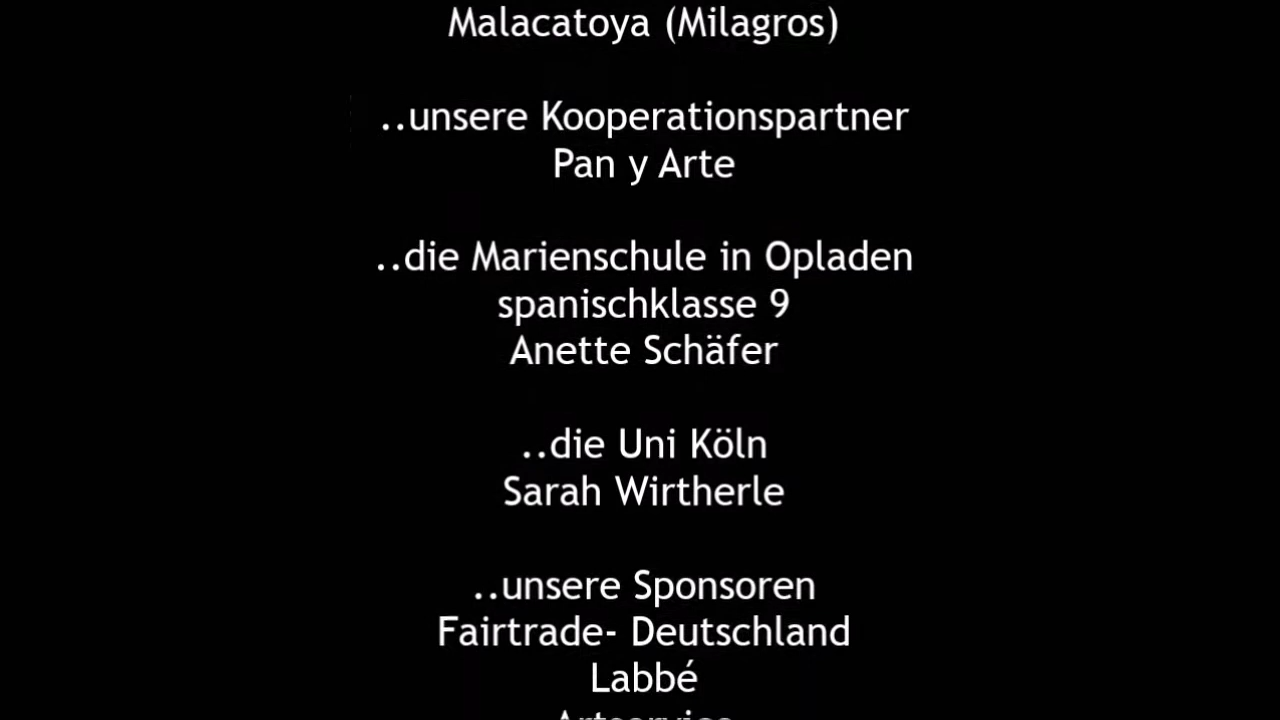 Malacatoya (Milagros)
..unsere Kooperationspartner
Pan y Arte
..die Marienschule in Opladen
spanischklasse 9
Anette Schäfer
..die Uni Köln
Sarah Wirtherle
..unsere Sponsoren
Fairtrade- Deutschland
Labbé